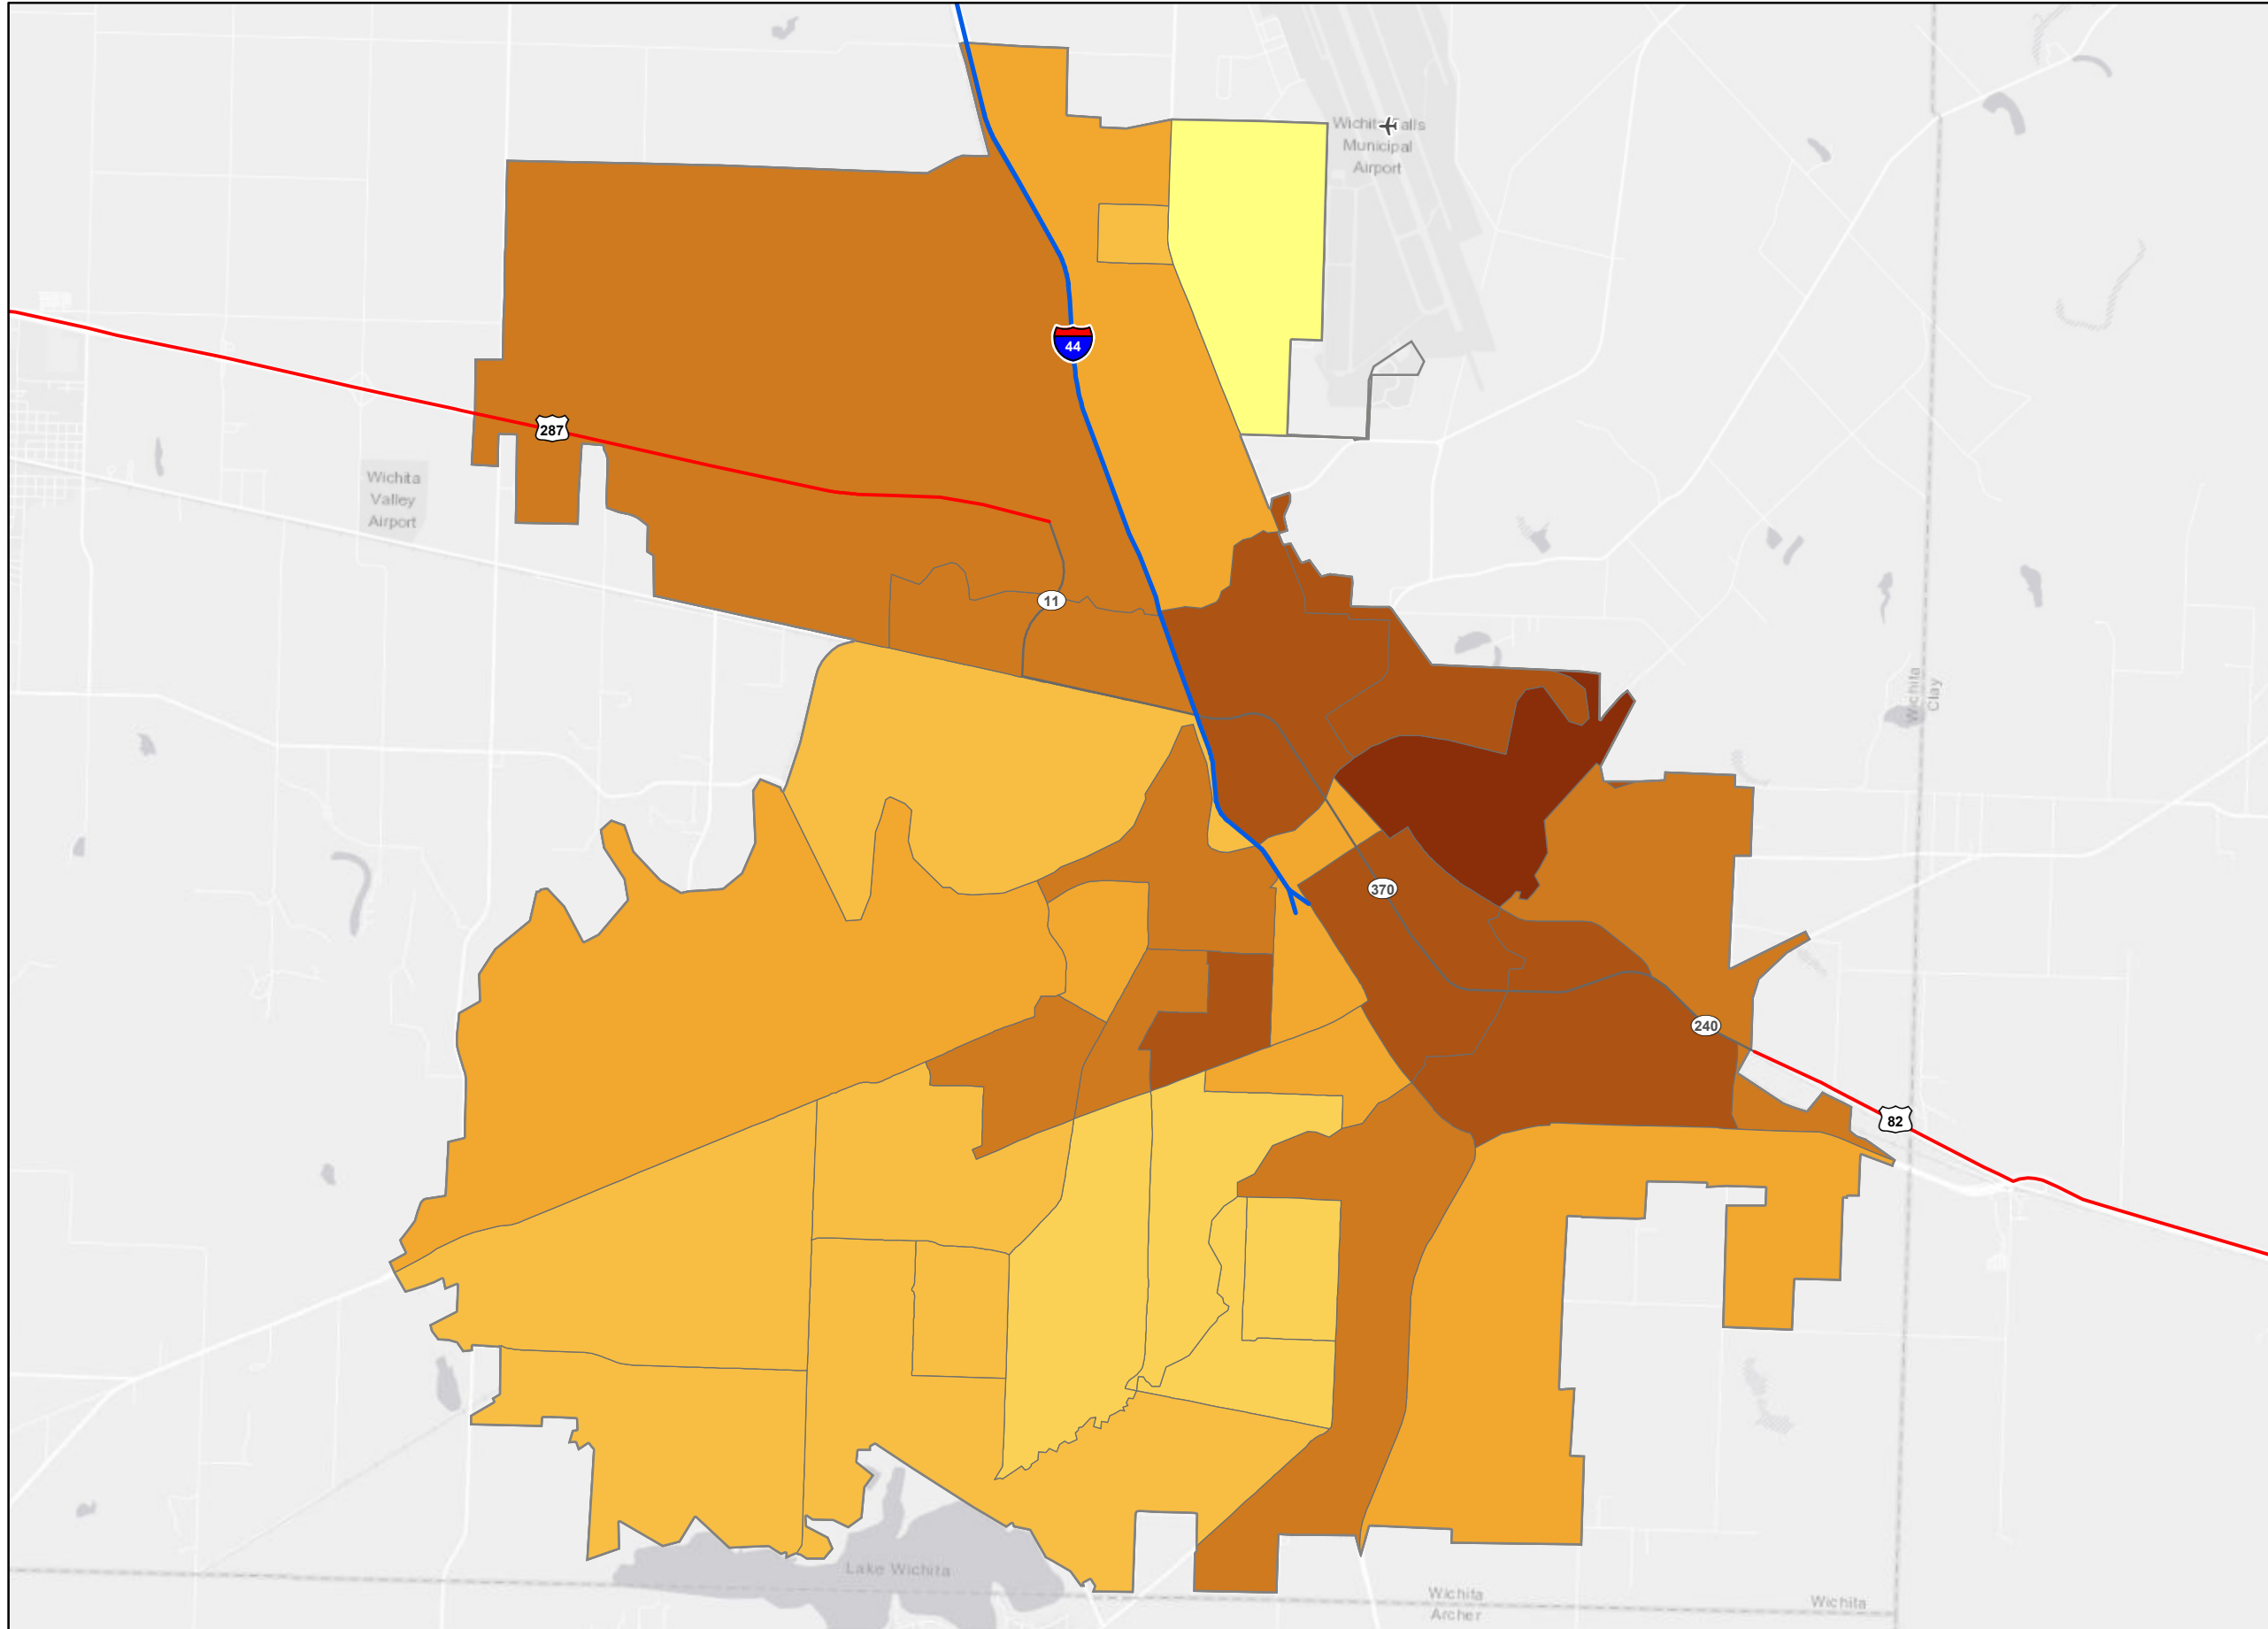 Wichita Falls
Municipal
Airport
44
287
Wichita
Valley
Airport
11
Wichita
Clay
370
240
82
Lake Wichita
Wichita
Archer
Wichita